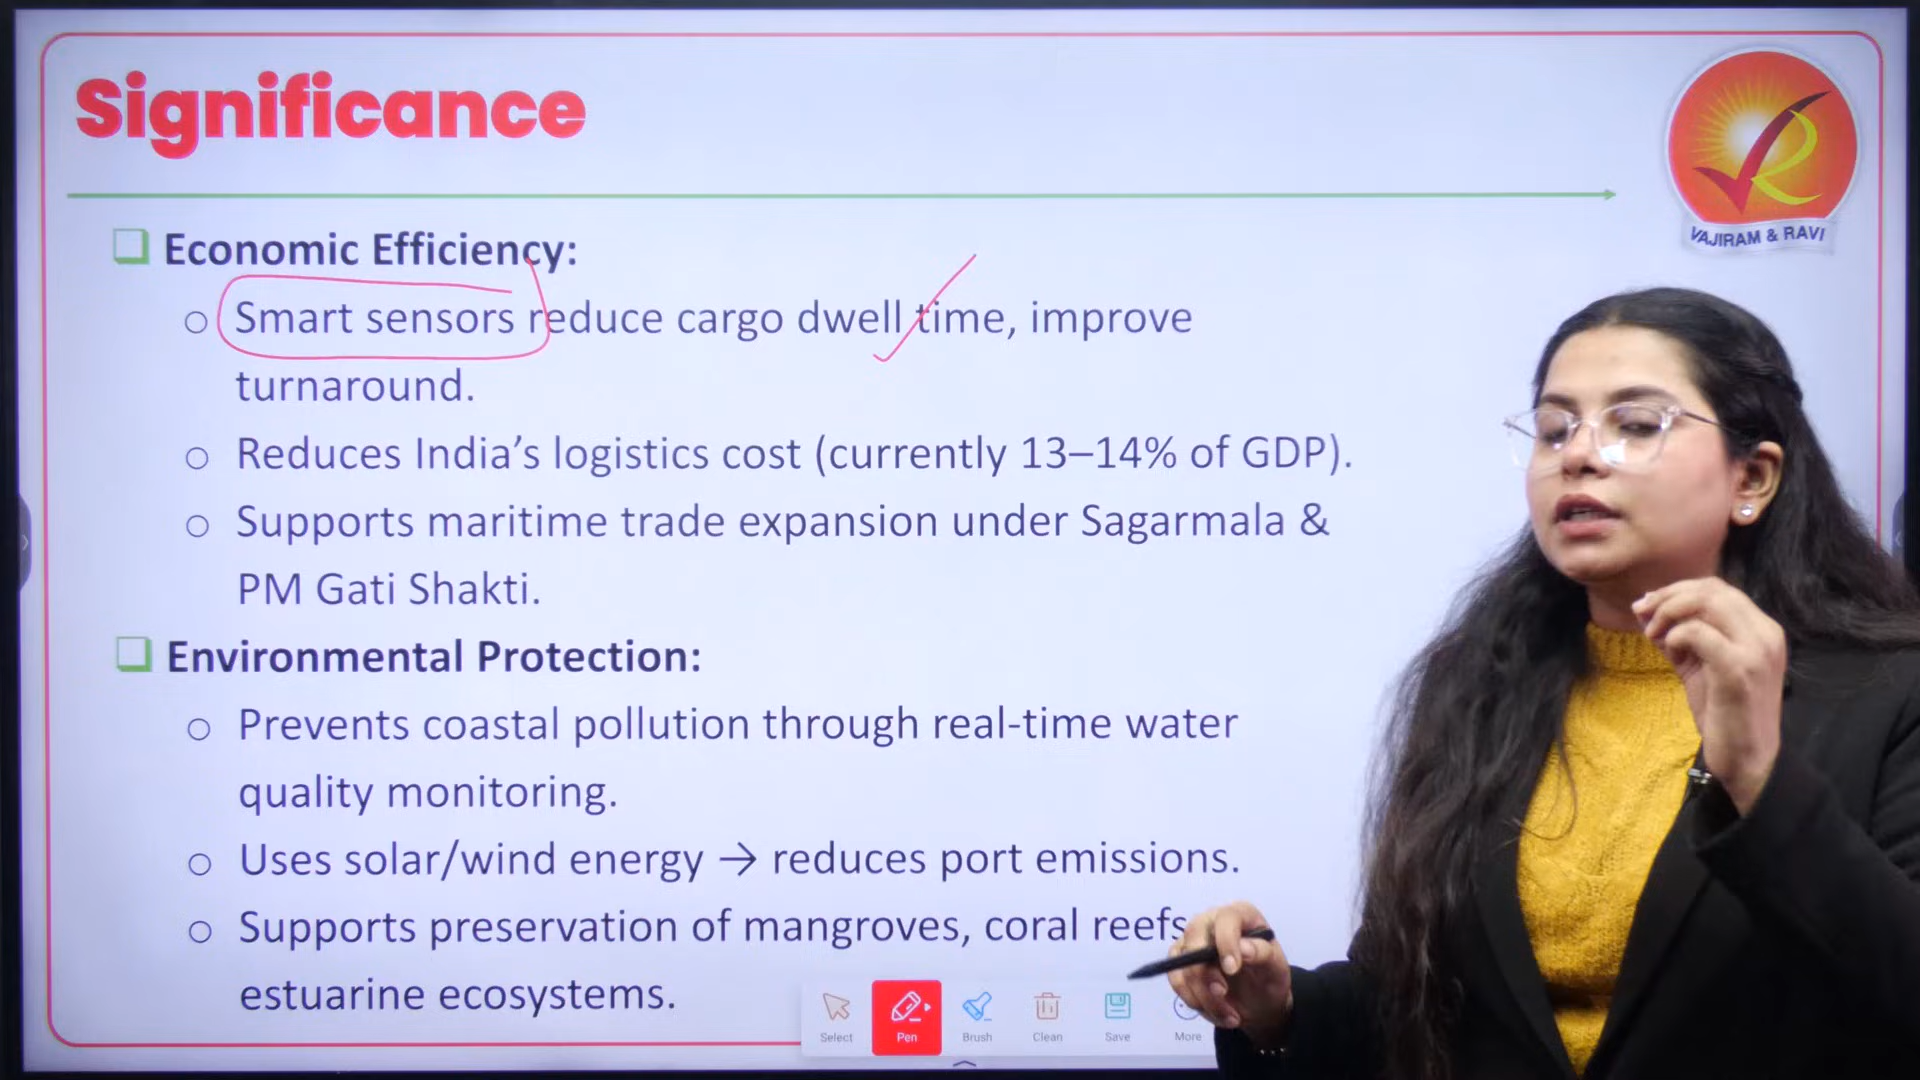 Significance
VAJIRAM & RAVI
Economic Efficiency:
Smart sensors reduce cargo dwell time, improve
turnaround.
Reduces India’s logistics cost (currently 13–14% of GDP).
Supports maritime trade expansion under Sagarmala &
PM Gati Shakti.
Environmental Protection:
Prevents coastal pollution through real-time water
quality monitoring.
Uses solar/wind energy → reduces port emissions.
Supports preservation of mangroves, coral reefs
estuarine ecosystems.
Select Pen Brush Clean Save More